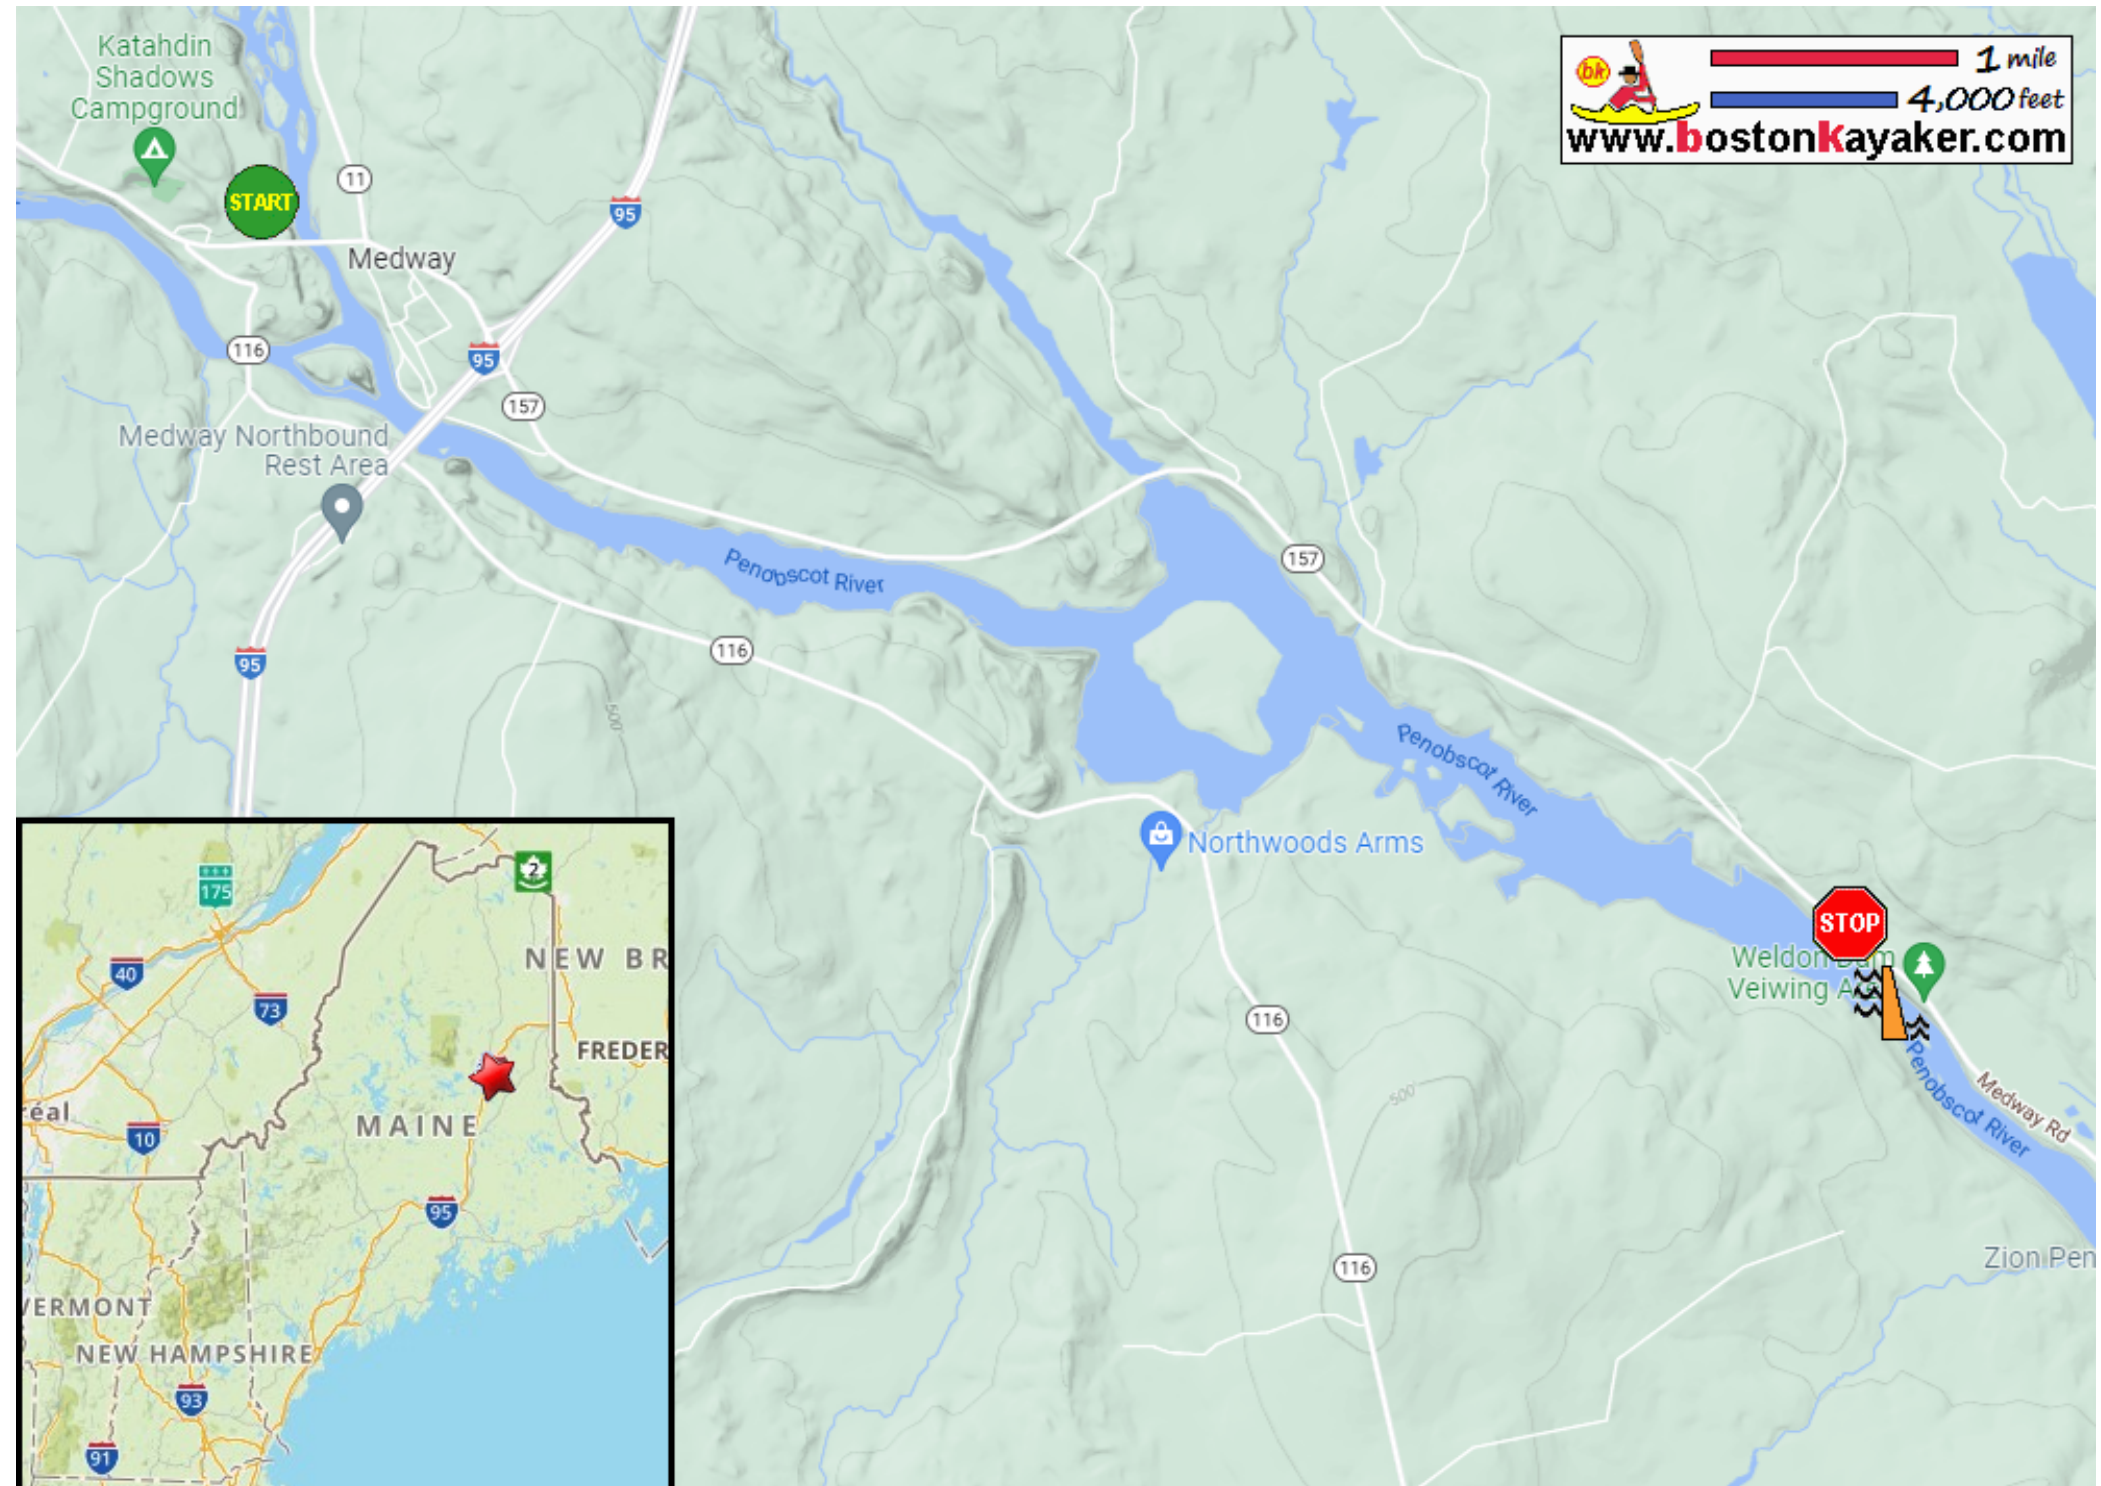 Katahdin
Shadows
Campground
START
11
Medway
95
116
95
157
Medway Northbound
Rest Area
95
Penobscot River
116
500
157
Penobscot River
Northwoods Arms
116
500
116
STOP
Weldon Dam
Veiwing
Penobscot River
Medway Rd
Zion Pen
bk
1 mile
4,000 feet
www.bostonkayaker.com
175
2
40
73
NEW BR
FREDER
réal
10
MAINE
95
VERMONT
NEW HAMPSHIRE
93
91